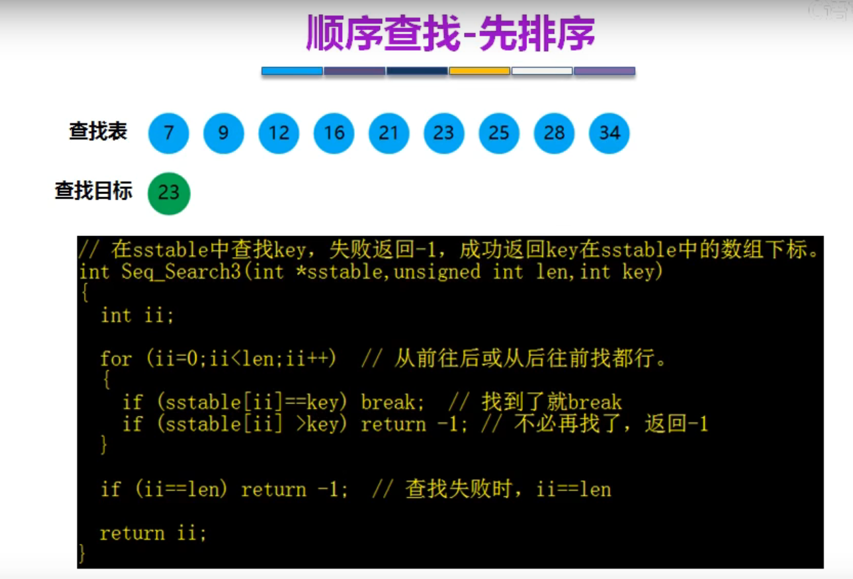 顺序查找-先排序
查找表 7 9 12 16 21 23 25 28 34
查找目标 23
// 在sstable中查找key，失败返回-1，成功返回key在sstable中的数组下标。
int Seq_Search3(int *sstable,unsigned int len,int key)
{
  int ii;
  for (ii=0;ii<len;ii++)  // 从前往后或从后往前找都行。
  {
    if (sstable[ii]==key) break;  // 找到了就break
    if (sstable[ii] >key) return -1; // 不必再找了，返回-1
  }
  if (ii==len) return -1;  // 查找失败时，ii==len
  return ii;
}